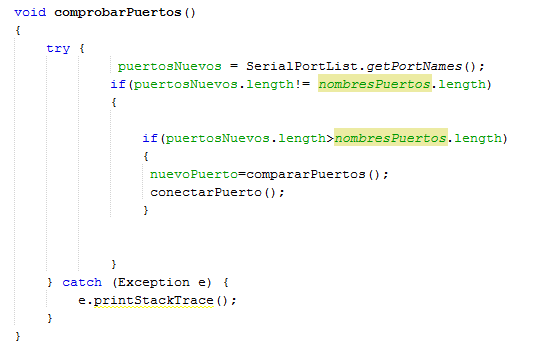 void comprobarPuertos()
{
try {
puertosNuevos = SerialPortList.getPortNames();
if(puertosNuevos.length!= nombresPuertos.length)
{
if(puertosNuevos.length>nombresPuertos.length)
{
nuevoPuerto=compararPuertos();
conectarPuerto();
}
}
} catch (Exception e) {
e.printStackTrace();
}
}